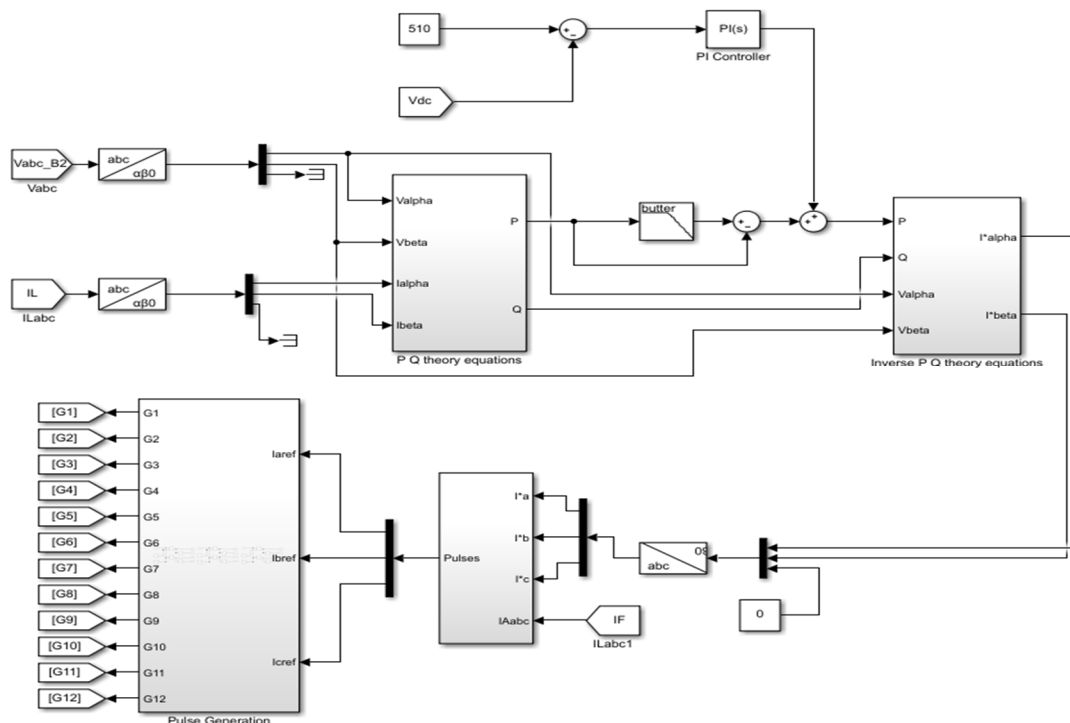 510
+
-
PI(s)
PI Controller
Vdc
Vabc_B2
Vabc
abc
αβ0
Valpha
Vbeta
Ialpha
Ibeta
P
Q
P Q theory equations
butter
+
-
+
+
P
Q
Valpha
Vbeta
I*alpha
I*beta
Inverse P Q theory equations
IL
ILabc
abc
αβ0
[G1]
[G2]
[G3]
[G4]
[G5]
[G6]
[G7]
[G8]
[G9]
[G10]
[G11]
[G12]
G1
G2
G3
G4
G5
G6
G7
G8
G9
G10
G11
G12
Iaref
Ibref
Icref
Pulse Generation
Pulses
I*a
I*b
I*c
IAabc
IF
ILabc1
abc
0